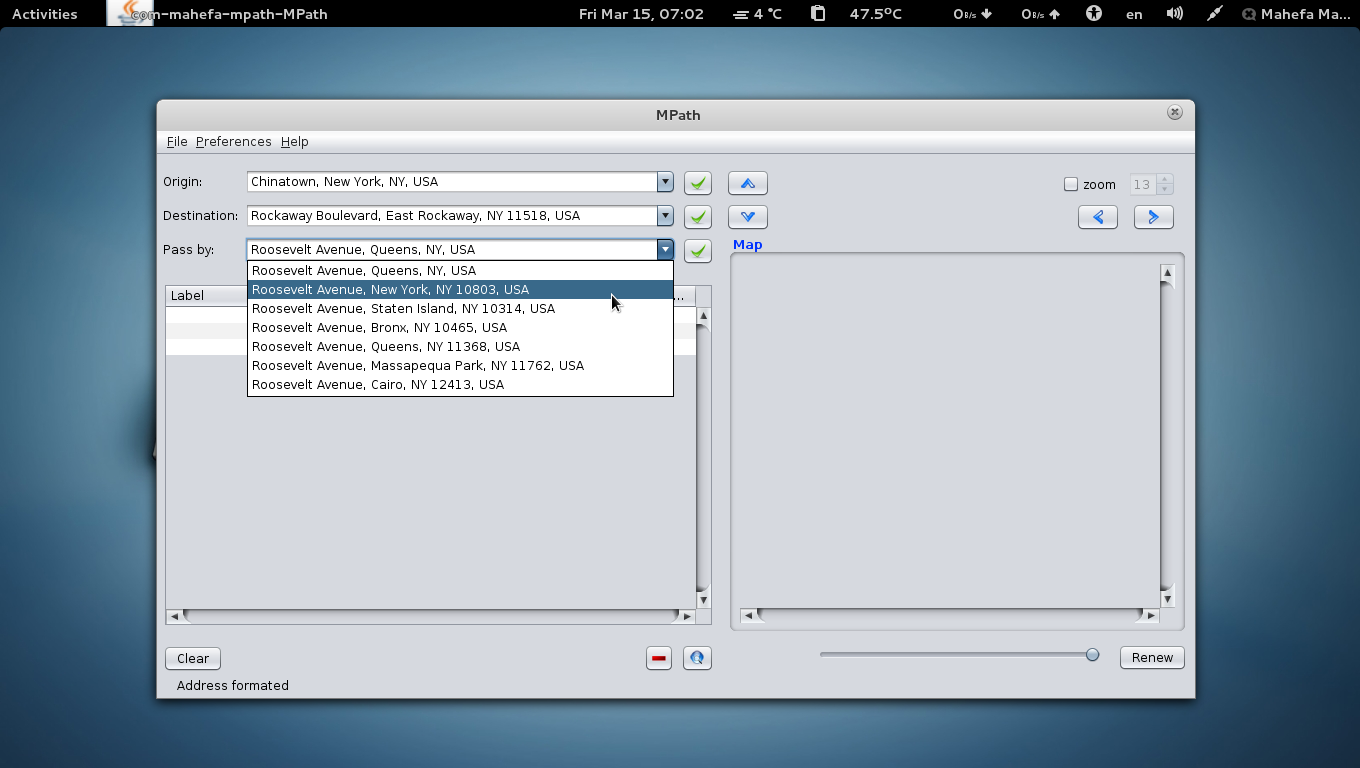 Activities com-mahefa-mpath-MPath Fri Mar 15, 07:02 4 °C 47.5°C 0B/s 0B/s en Mahefa Ma...
MPath
File Preferences Help
Origin: Chinatown, New York, NY, USA
zoom 13
Destination: Rockaway Boulevard, East Rockaway, NY 11518, USA
Pass by: Roosevelt Avenue, Queens, NY, USA
Map
Roosevelt Avenue, Queens, NY, USA
Roosevelt Avenue, New York, NY 10803, USA
Label ...
Roosevelt Avenue, Staten Island, NY 10314, USA
Roosevelt Avenue, Bronx, NY 10465, USA
Roosevelt Avenue, Queens, NY 11368, USA
Roosevelt Avenue, Massapequa Park, NY 11762, USA
Roosevelt Avenue, Cairo, NY 12413, USA
Clear
Renew
Address formated